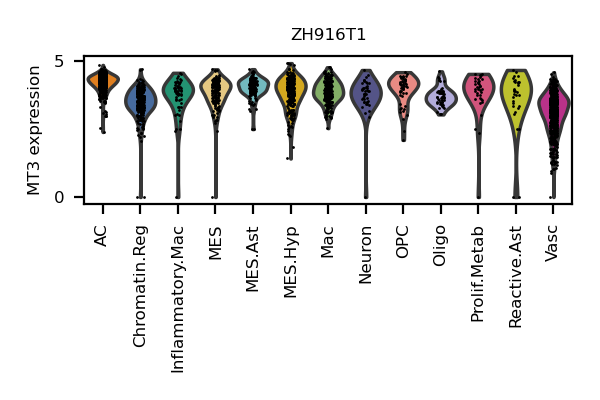 ZH916T1
MT3 expression
5
0
AC
Chromatin.Reg
Inflammatory.Mac
MES
MES.Ast
MES.Hyp
Mac
Neuron
OPC
Oligo
Prolif.Metab
Reactive.Ast
Vasc